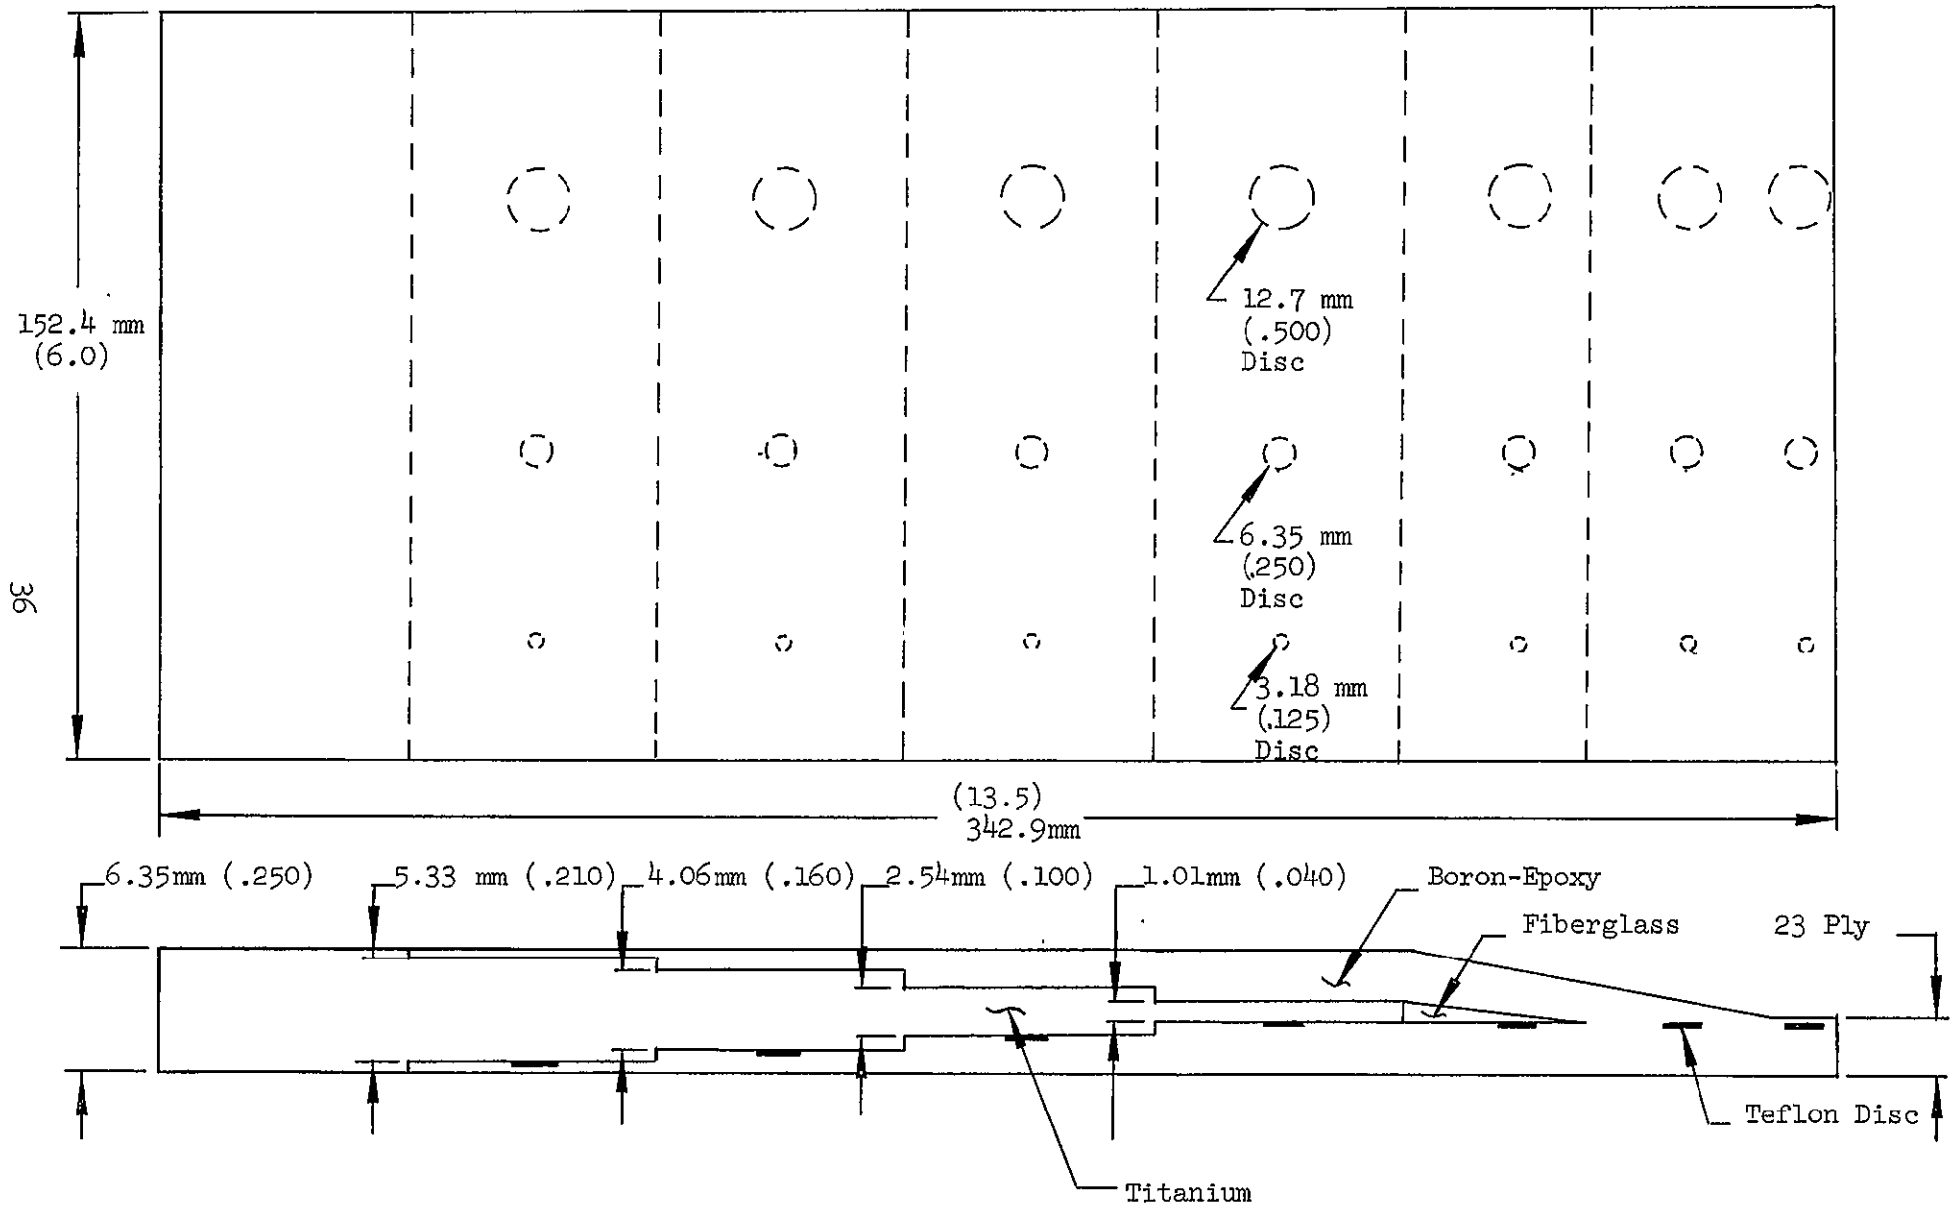 152.4 mm
(6.0)
12.7 mm
(.500)
Disc
6.35 mm
(.250)
Disc
3.18 mm
(.125)
Disc
36
(13.5)
342.9mm
6.35mm (.250)
5.33 mm (.210)
4.06mm (.160)
2.54mm (.100)
1.01mm (.040)
Boron-Epoxy
Fiberglass
23 Ply
Teflon Disc
Titanium